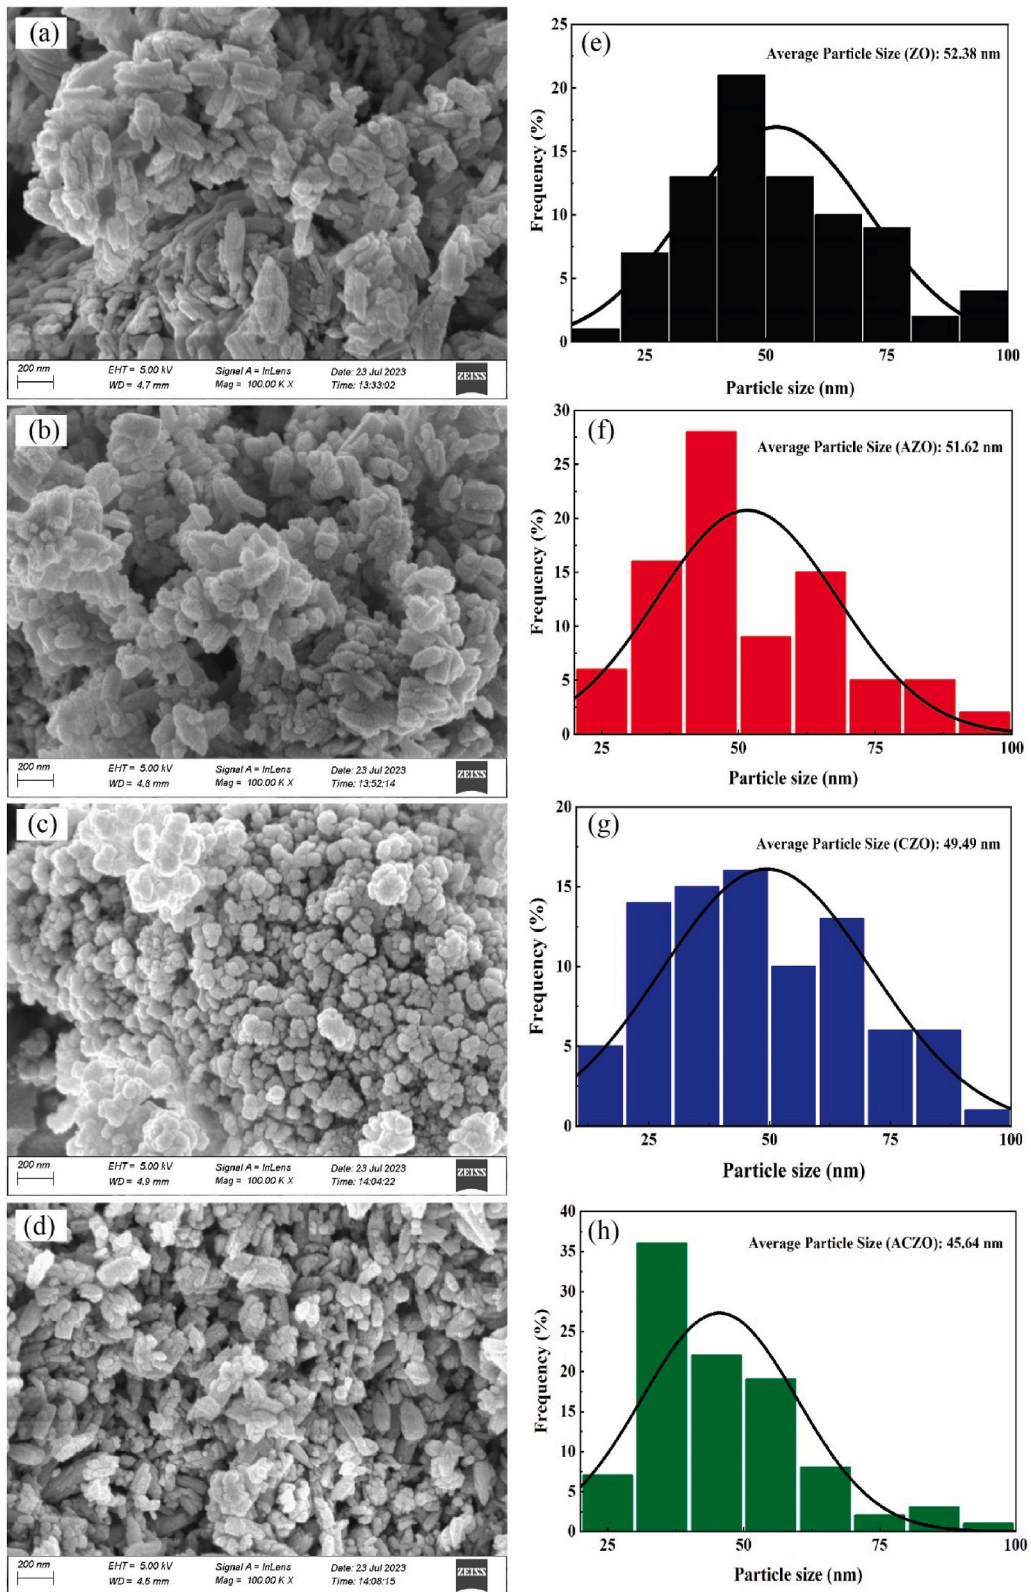 (a)
200 nm EHT = 5.00 kV Signal A = InLens Date: 23 Jul 2023
WD = 4.7 mm Mag = 100.00 K X Time: 13:33:02
ZEISS
(e)
Average Particle Size (ZO): 52.38 nm
Frequency (%)
25
20
15
10
5
0
25 50 75 100
Particle size (nm)
(b)
200 nm EHT = 5.00 kV Signal A = InLens Date: 23 Jul 2023
WD = 4.8 mm Mag = 100.00 K X Time: 13:52:14
ZEISS
(f)
Average Particle Size (AZO): 51.62 nm
Frequency (%)
30
25
20
15
10
5
0
25 50 75 100
Particle size (nm)
(c)
200 nm EHT = 5.00 kV Signal A = InLens Date: 23 Jul 2023
WD = 4.9 mm Mag = 100.00 K X Time: 14:04:22
ZEISS
(g)
Average Particle Size (CZO): 49.49 nm
Frequency (%)
20
15
10
5
0
25 50 75 100
Particle size (nm)
(d)
200 nm EHT = 5.00 kV Signal A = InLens Date: 23 Jul 2023
WD = 4.6 mm Mag = 100.00 K X Time: 14:08:15
ZEISS
(h)
Average Particle Size (ACZO): 45.64 nm
Frequency (%)
40
35
30
25
20
15
10
5
0
25 50 75 100
Particle size (nm)